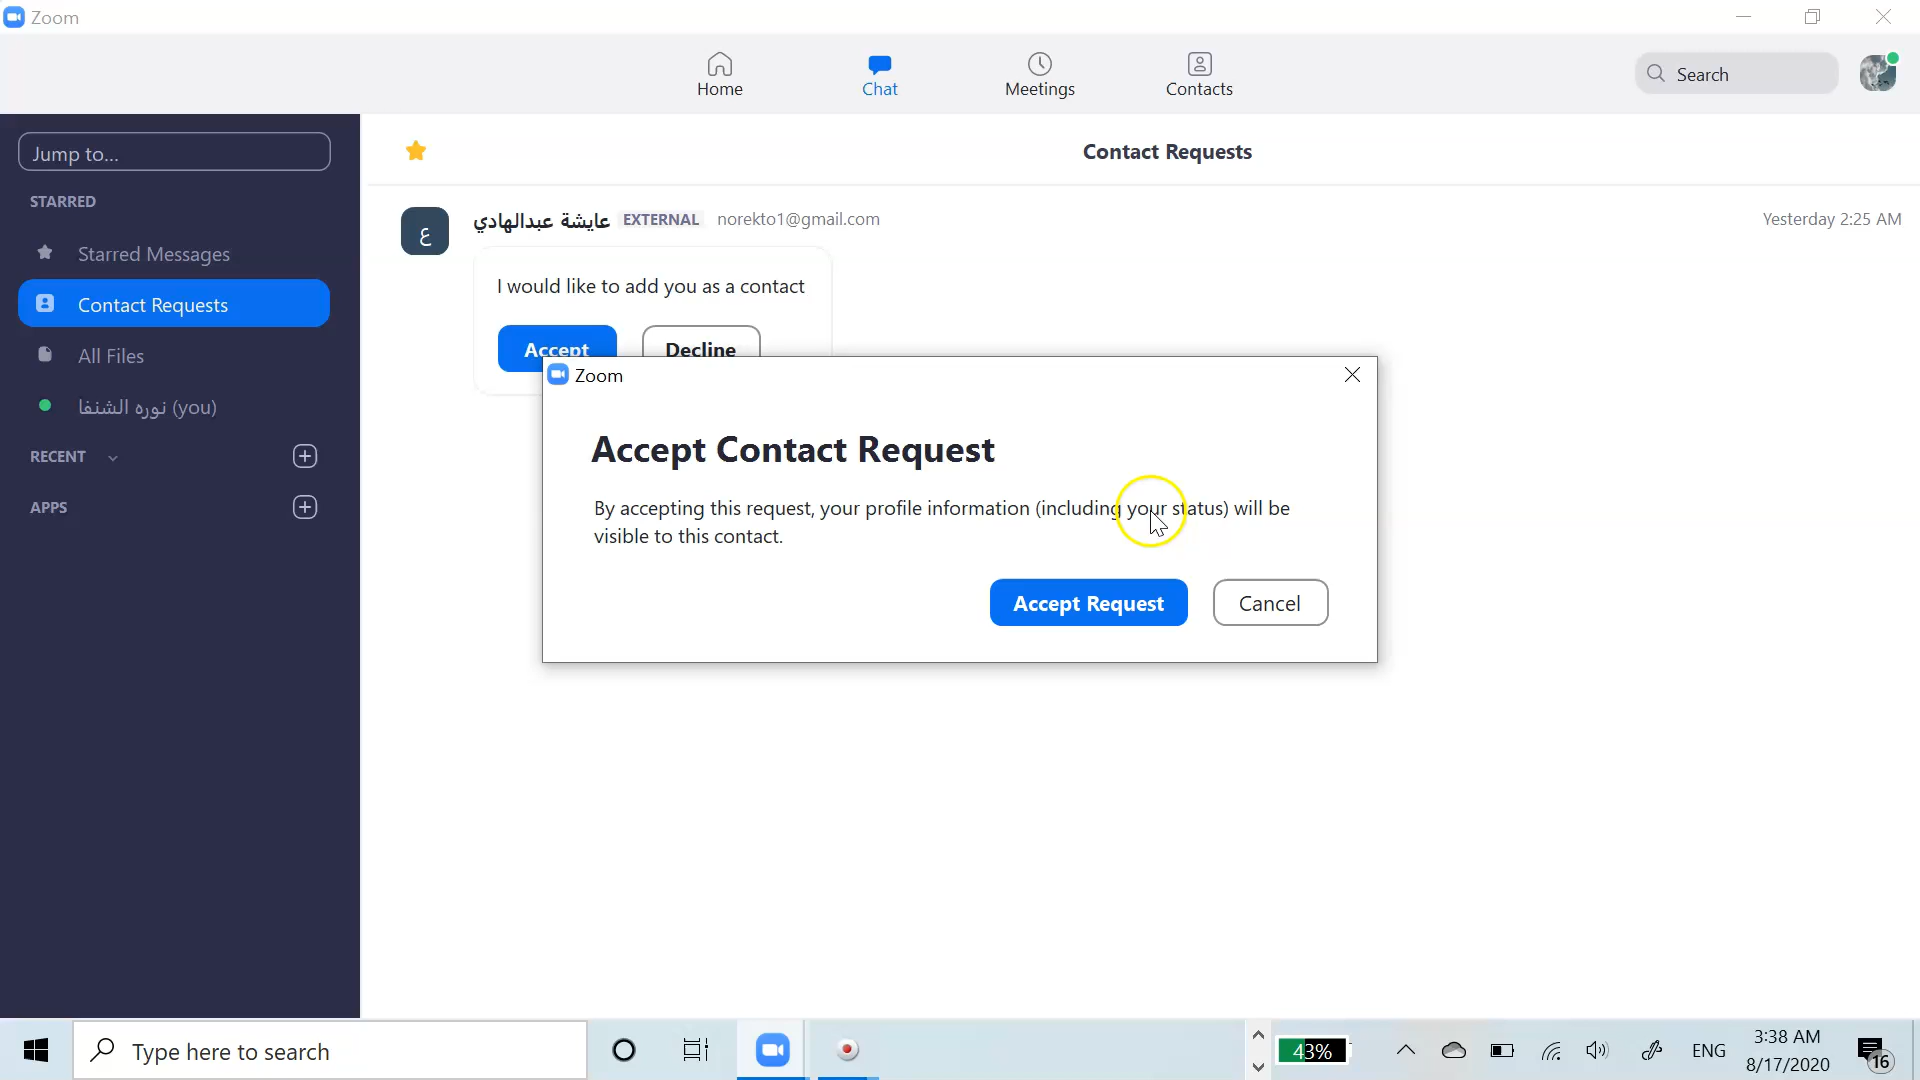 Zoom
Home
Chat
Meetings
Contacts
Search
Jump to...
STARRED
Starred Messages
Contact Requests
All Files
نوره الشنفا (you)
RECENT
APPS
Contact Requests
ع
عايشة عبدالهادي EXTERNAL norekto1@gmail.com
Yesterday 2:25 AM
I would like to add you as a contact
Accept
Decline
Zoom
Accept Contact Request
By accepting this request, your profile information (including your status) will be
visible to this contact.
Accept Request
Cancel
Type here to search
43%
ENG
3:38 AM
8/17/2020
16